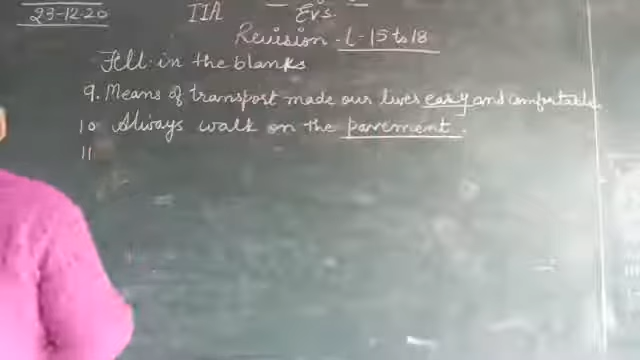 23-12-20 IIA Evs.
Revision - L-15 to 18
Fill in the blanks
9. Means of transport made our lives easy and comfortable.
10 Always walk on the pavement.
11